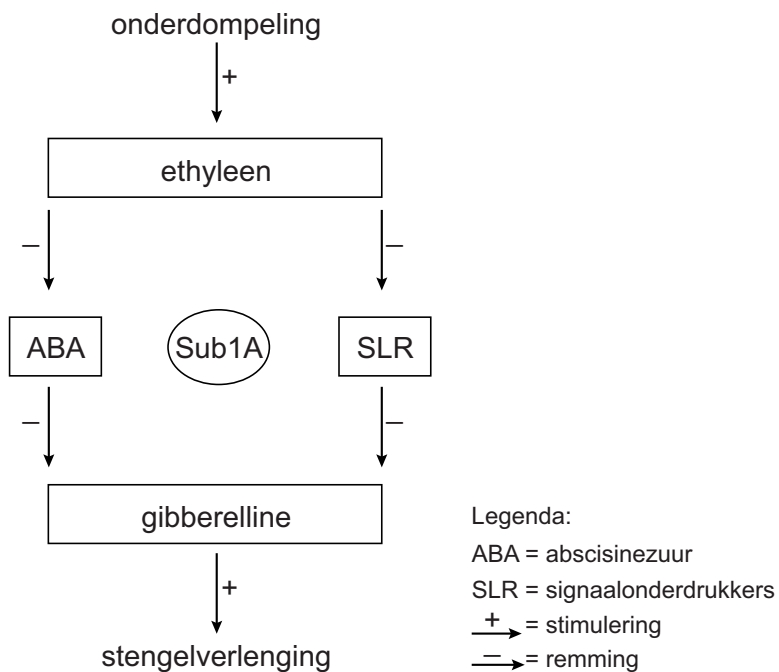 onderdompeling
+
ethyleen
– –
ABA Sub1A SLR
– –
gibberelline
+
stengelverlenging
Legenda:
ABA = abscisinezuur
SLR = signaalonderdrukkers
+ = stimulering
– = remming